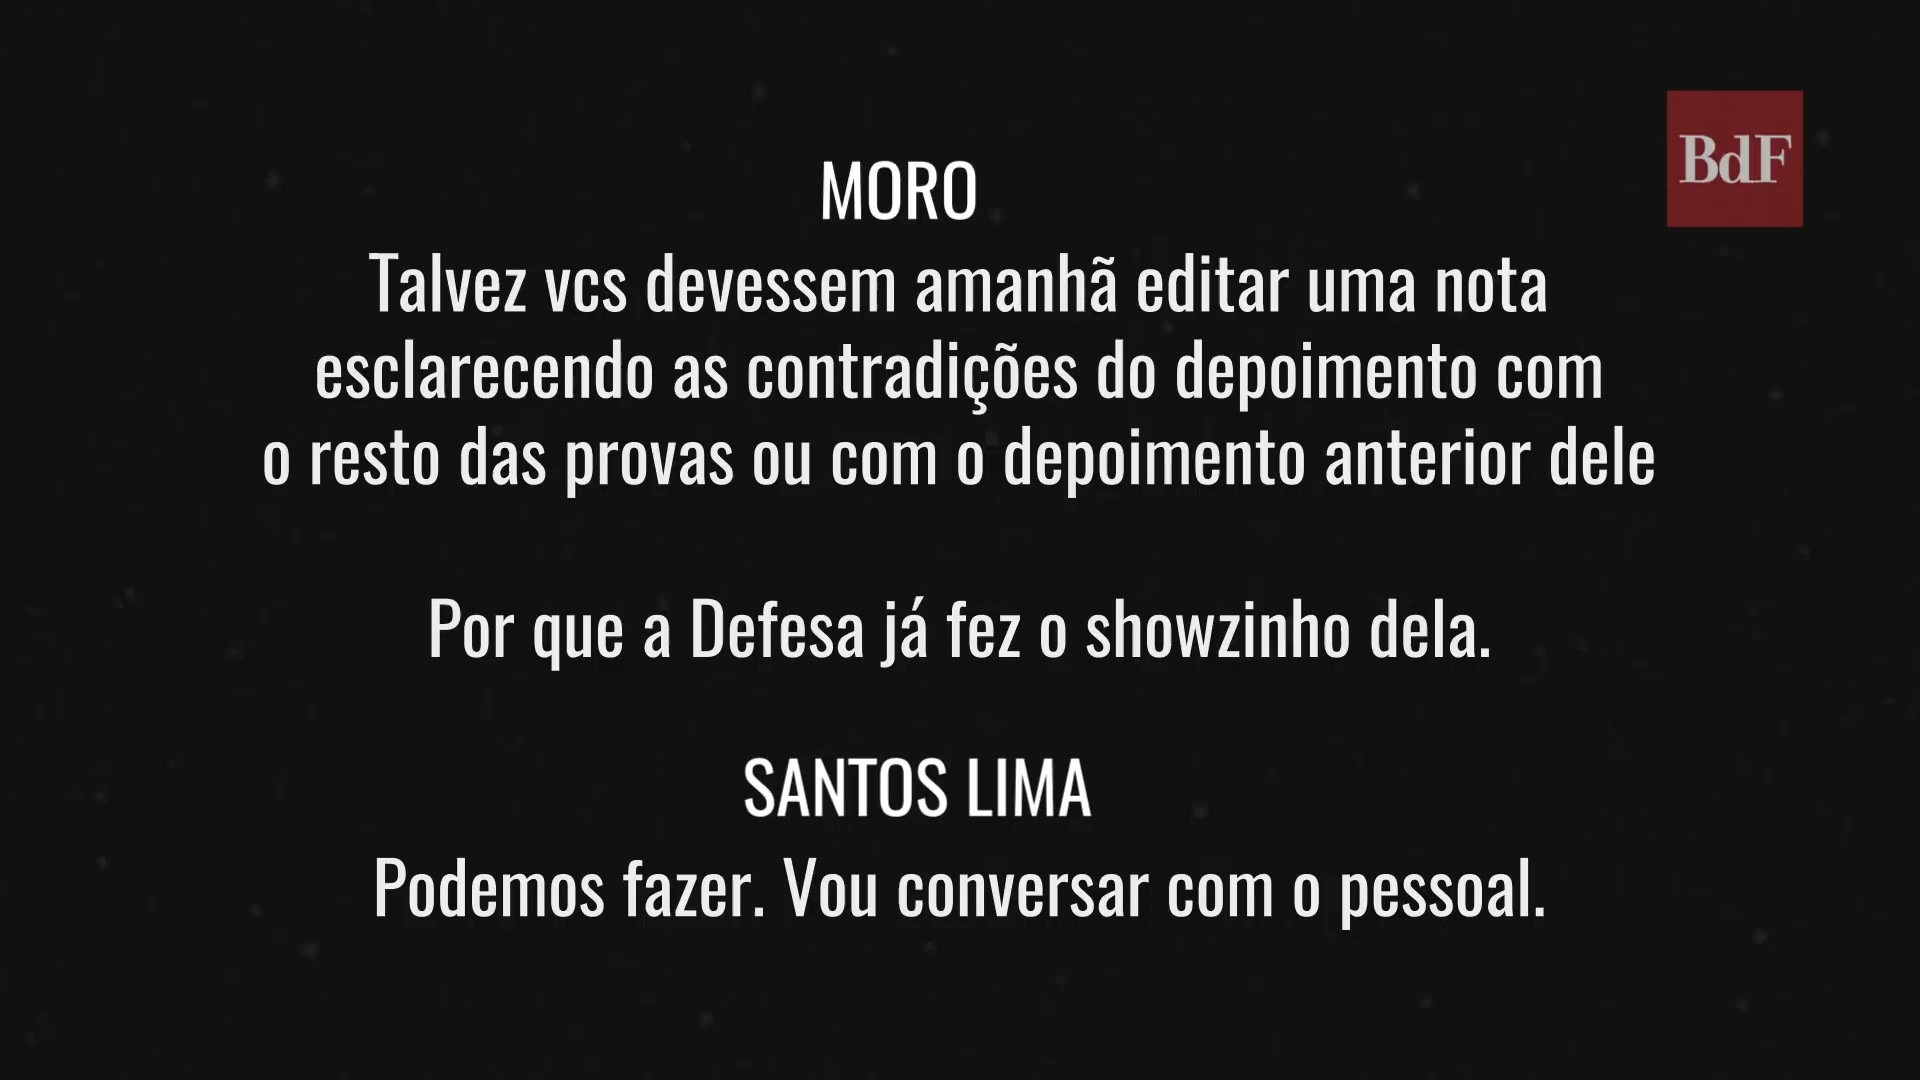 BdF
MORO
Talvez vcs devessem amanhã editar uma nota
esclarecendo as contradições do depoimento com
o resto das provas ou com o depoimento anterior dele
Por que a Defesa já fez o showzinho dela.
SANTOS LIMA
Podemos fazer. Vou conversar com o pessoal.